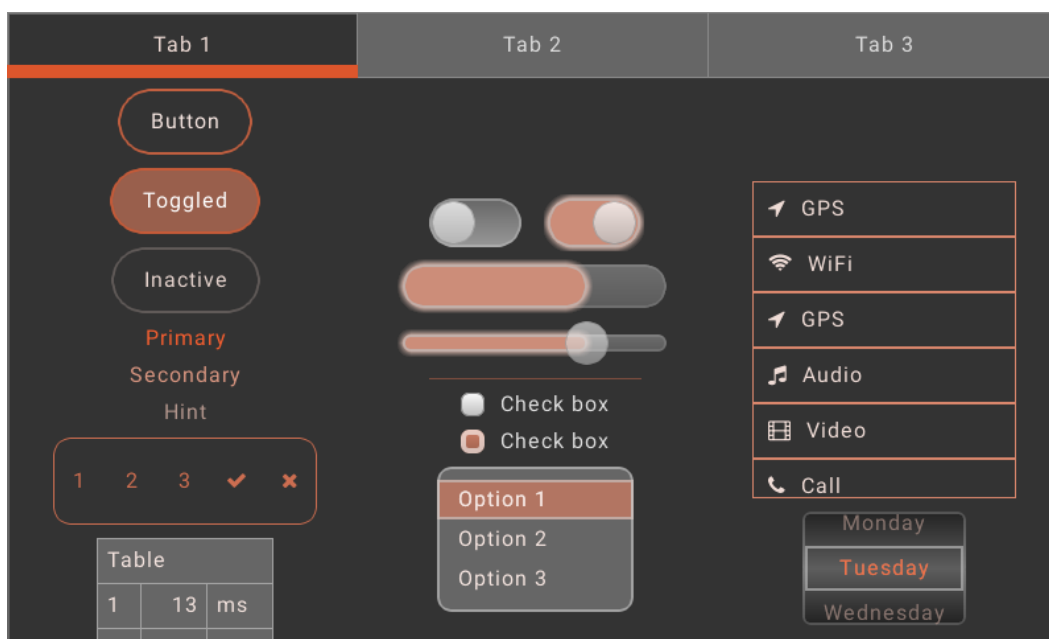 Tab 1
Tab 2
Tab 3
Button
Toggled
Inactive
Primary
Secondary
Hint
1 2 3
Table
1 13 ms
Check box
Check box
Option 1
Option 2
Option 3
GPS
WiFi
GPS
Audio
Video
Call
Monday
Tuesday
Wednesday